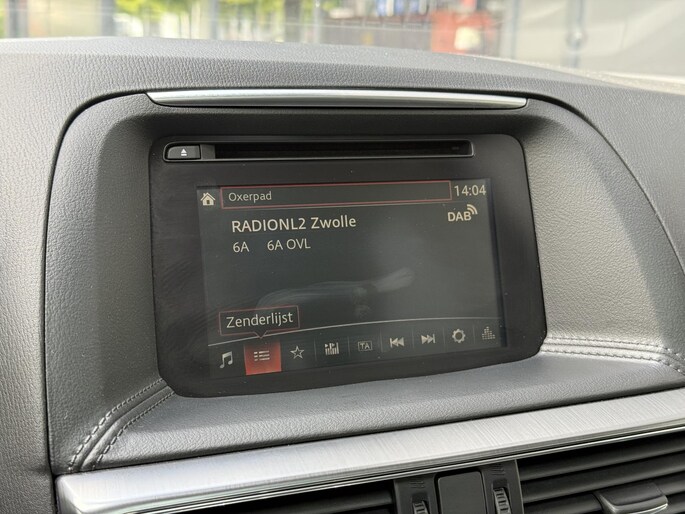 Oxerpad 14:04
RADIONL2 Zwolle DAB
6A 6A OVL
Zenderlijst
TA